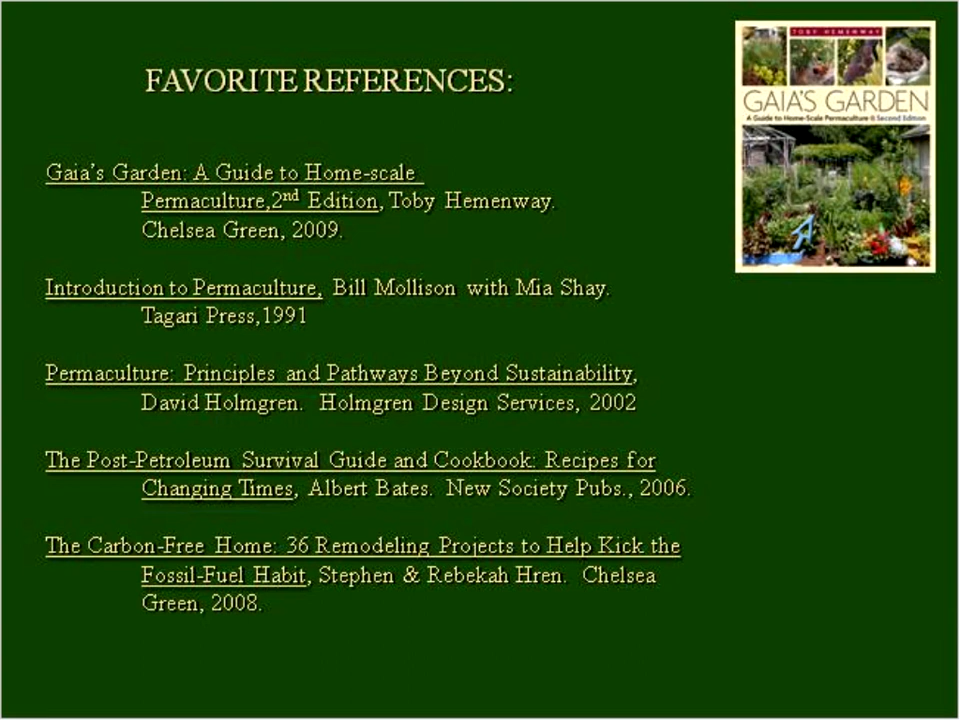 FAVORITE REFERENCES:
TOBY HEMENWAY
GAIA'S GARDEN
A Guide to Home-Scale Permaculture Second Edition
Gaia's Garden: A Guide to Home-scale
Permaculture,2nd Edition, Toby Hemenway.
Chelsea Green, 2009.
Introduction to Permaculture, Bill Mollison with Mia Shay.
Tagari Press,1991
Permaculture: Principles and Pathways Beyond Sustainability,
David Holmgren. Holmgren Design Services, 2002
The Post-Petroleum Survival Guide and Cookbook: Recipes for
Changing Times, Albert Bates. New Society Pubs., 2006.
The Carbon-Free Home: 36 Remodeling Projects to Help Kick the
Fossil-Fuel Habit, Stephen & Rebekah Hren. Chelsea
Green, 2008.